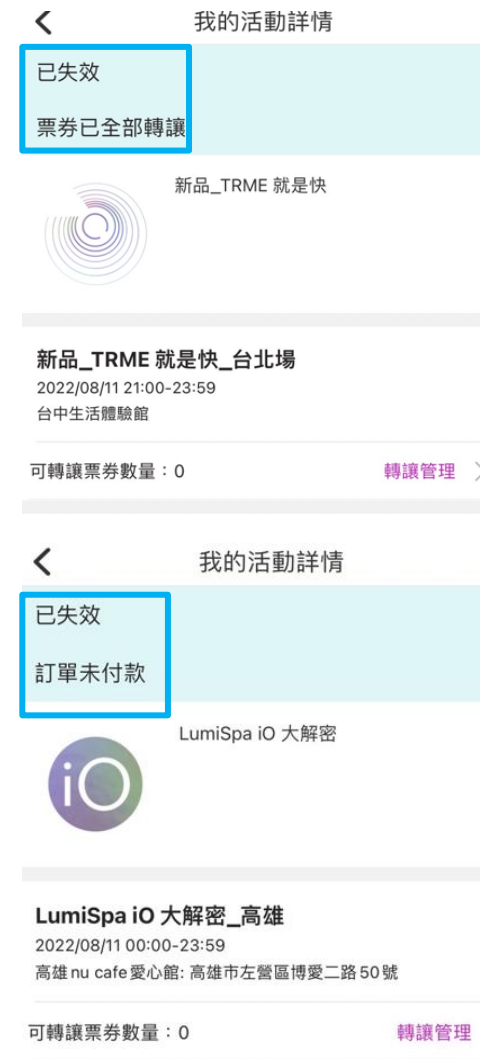 我的活動詳情
已失效
票券已全部轉讓
新品_TRME 就是快
新品_TRME 就是快_台北場
2022/08/11 21:00-23:59
台中生活體驗館
可轉讓票券數量：0
轉讓管理
我的活動詳情
已失效
訂單未付款
LumiSpa iO 大解密
iO
LumiSpa iO 大解密_高雄
2022/08/11 00:00-23:59
高雄 nu cafe 愛心館: 高雄市左營區博愛二路 50 號
可轉讓票券數量：0
轉讓管理